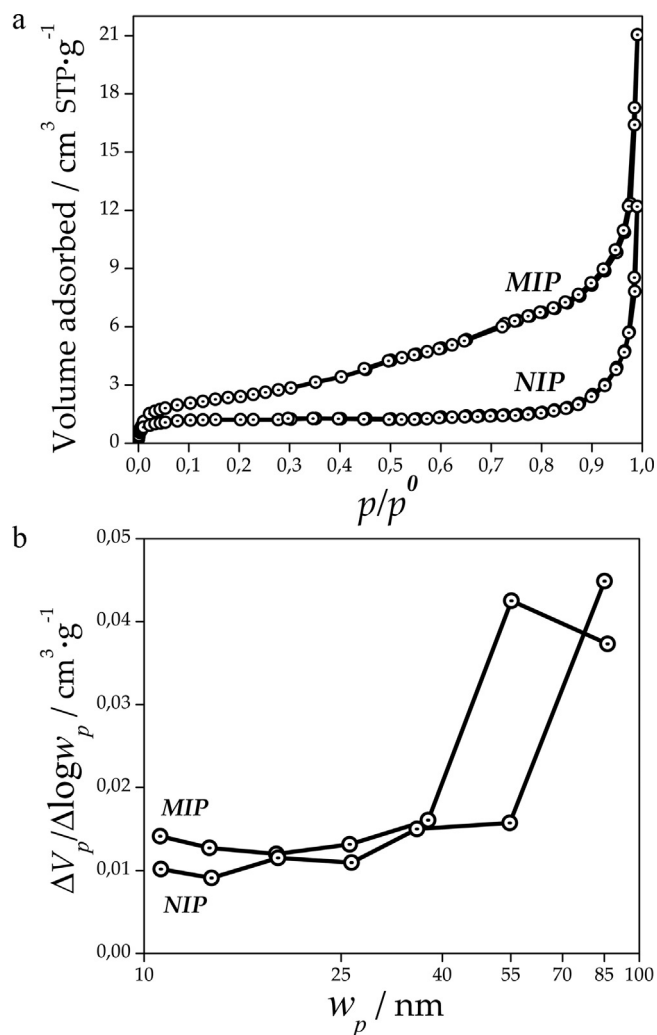 a
Volume adsorbed / cm³ STP·g⁻¹
21
18
15
12
9
6
3
0
MIP
NIP
0,0 0,1 0,2 0,3 0,4 0,5 0,6 0,7 0,8 0,9 1,0
p/p⁰
b
ΔVₚ/Δlogwₚ / cm³·g⁻¹
0,05
0,04
0,03
0,02
0,01
0,00
MIP
NIP
10 25 40 55 70 85 100
wₚ / nm